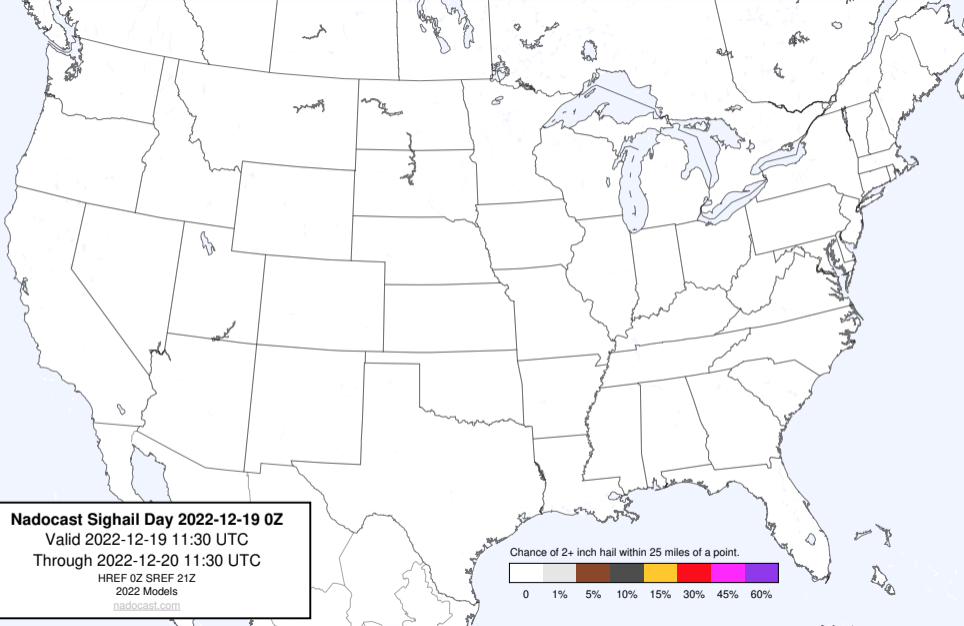 Nadocast Sighail Day 2022-12-19 0Z
Valid 2022-12-19 11:30 UTC
Through 2022-12-20 11:30 UTC
HREF 0Z SREF 21Z
2022 Models
nadocast.com
Chance of 2+ inch hail within 25 miles of a point.
0 1% 5% 10% 15% 30% 45% 60%